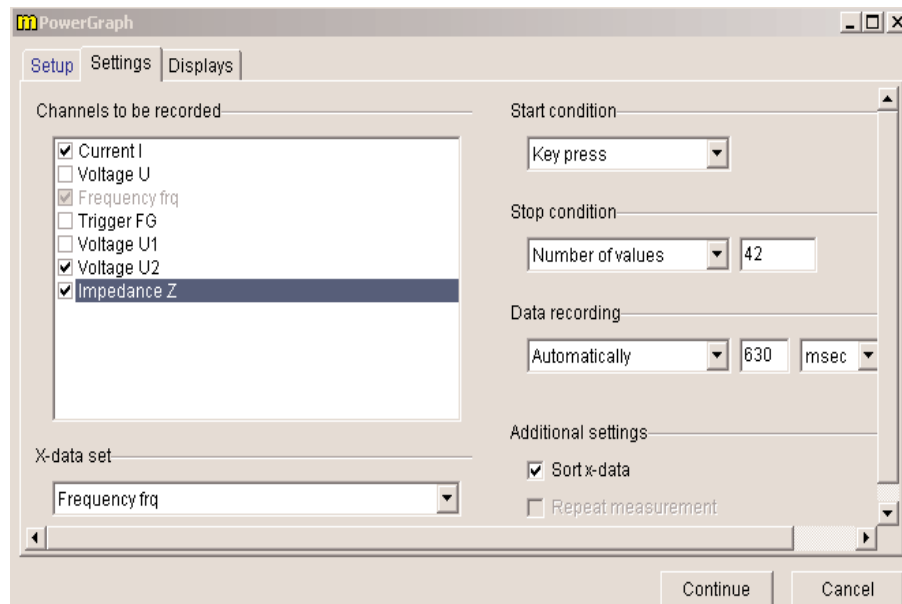 PowerGraph
Setup Settings Displays
Channels to be recorded
Current I
Voltage U
Frequency frq
Trigger FG
Voltage U1
Voltage U2
Impedance Z
X-data set
Frequency frq
Start condition
Key press
Stop condition
Number of values 42
Data recording
Automatically 630 msec
Additional settings
Sort x-data
Repeat measurement
Continue Cancel